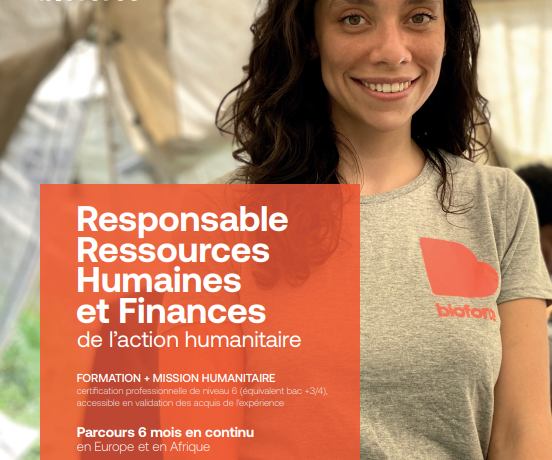 Responsable
Ressources
Humaines
et Finances
de l'action humanitaire
FORMATION + MISSION HUMANITAIRE
certification professionnelle de niveau 6 (équivalent bac +3/4),
accessible en validation des acquis de l'expérience
Parcours 6 mois en continu
en Europe et en Afrique